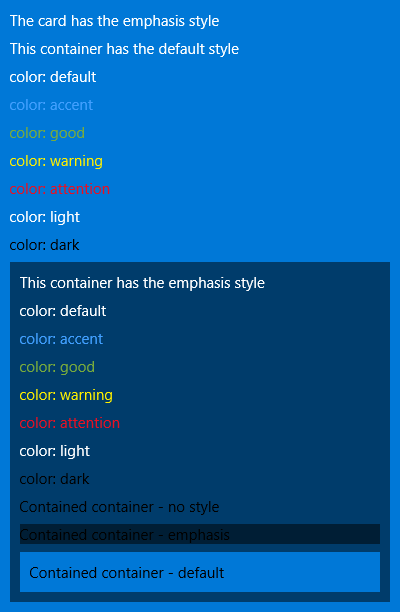 The card has the emphasis style
This container has the default style
color: default
color: accent
color: good
color: warning
color: attention
color: light
color: dark
This container has the emphasis style
color: default
color: accent
color: good
color: warning
color: attention
color: light
color: dark
Contained container - no style
Contained container - emphasis
Contained container - default